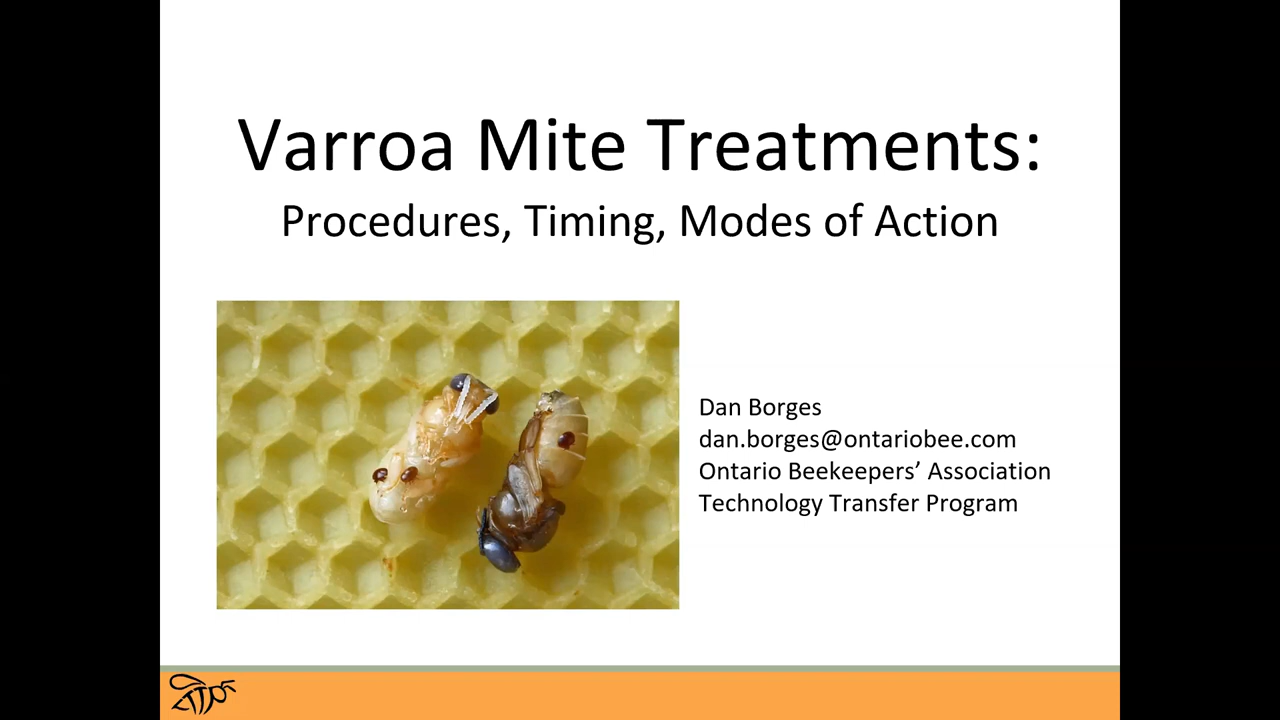 Varroa Mite Treatments:
Procedures, Timing, Modes of Action
Dan Borges
dan.borges@ontariobee.com
Ontario Beekeepers’ Association
Technology Transfer Program